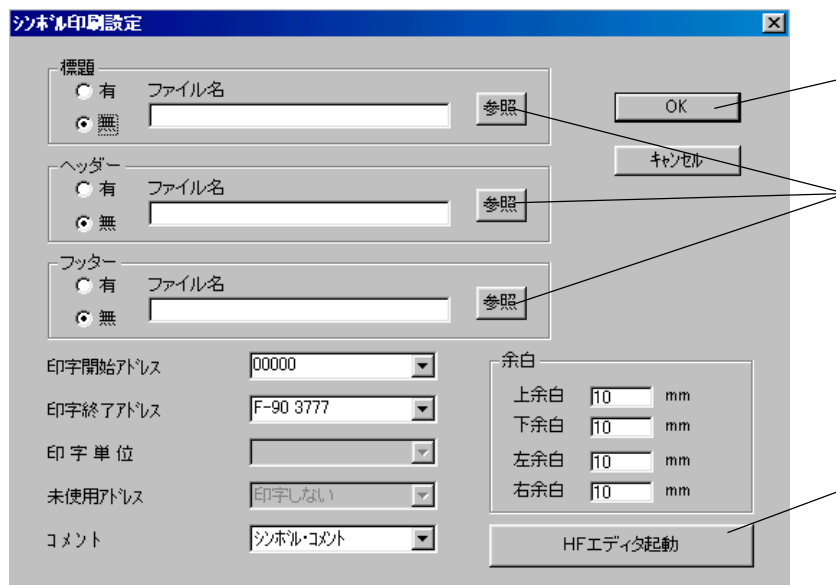 ｼﾝﾎﾞﾙ印刷設定
標題
有 ファイル名
無
参照
OK
ｷｬﾝｾﾙ
ヘッダー
有 ファイル名
無
参照
フッター
有 ファイル名
無
参照
印字開始ｱﾄﾞﾚｽ 00000
印字終了ｱﾄﾞﾚｽ F-90 3777
印 字 単 位
未使用ｱﾄﾞﾚｽ 印字しない
コメント ｼﾝﾎﾞﾙ・ｺﾒﾝﾄ
余白
上余白 10 mm
下余白 10 mm
左余白 10 mm
右余白 10 mm
HFエディタ起動